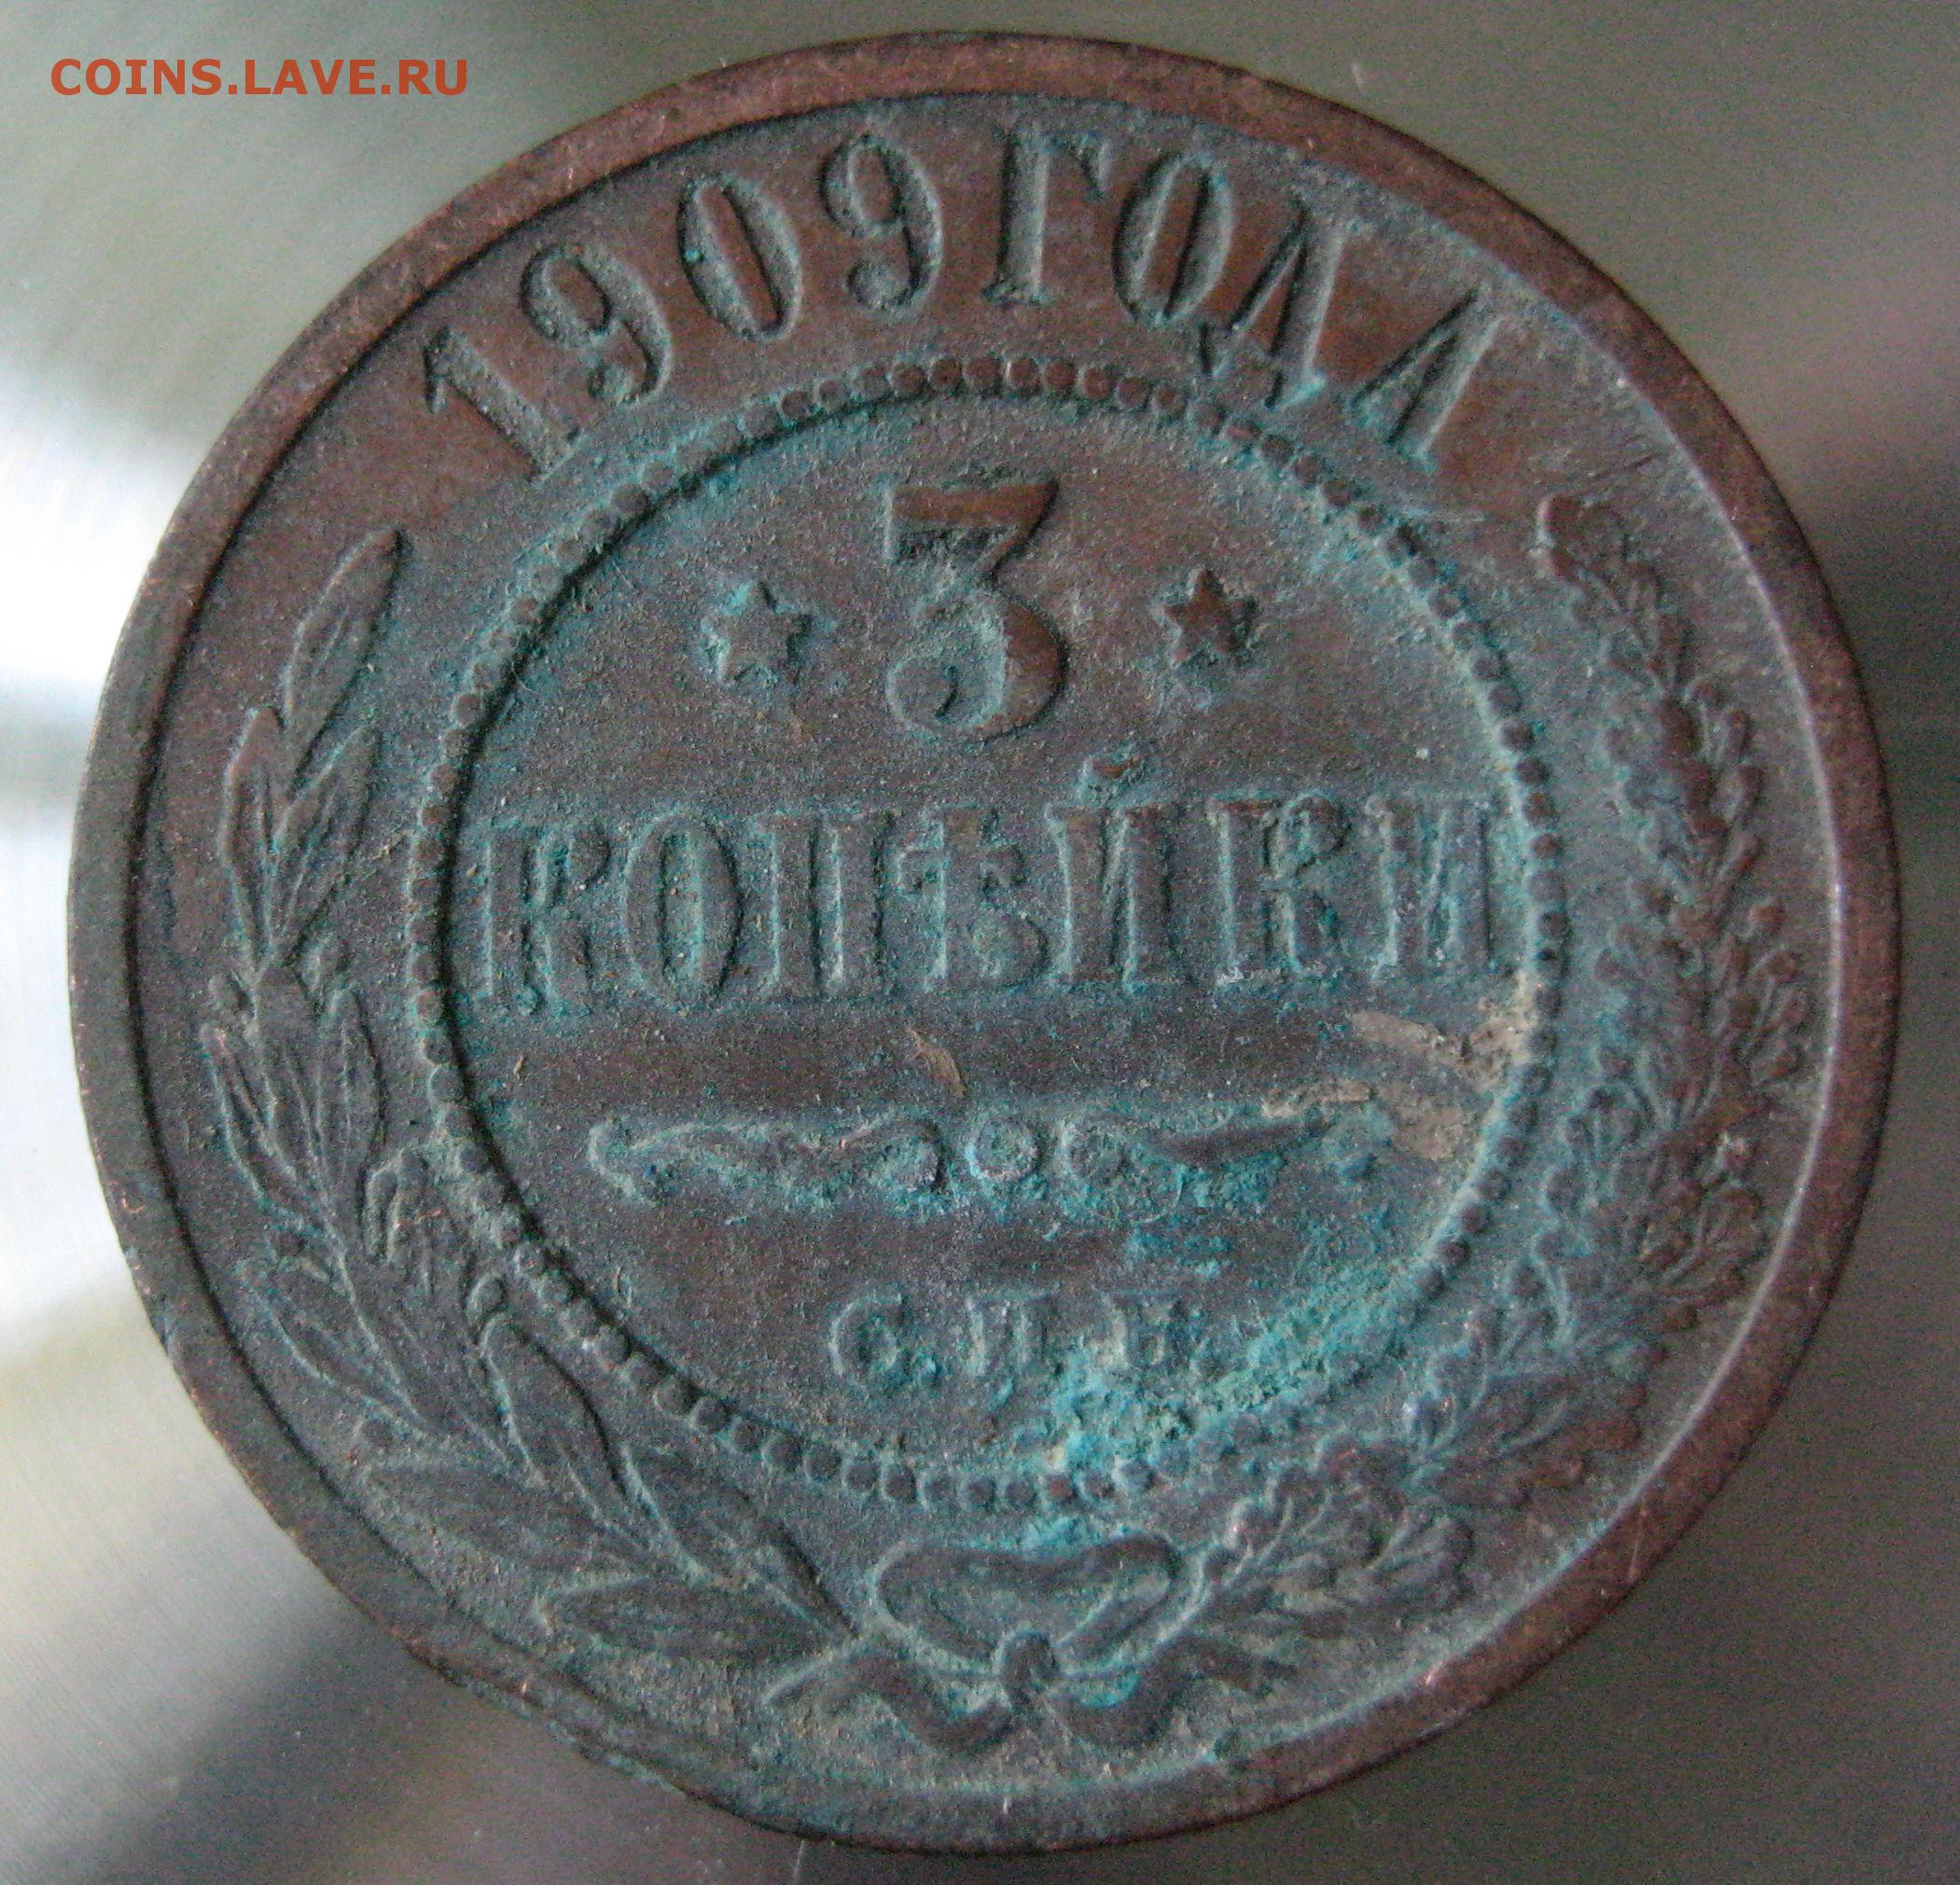 COINS.LAVE.RU
1909 ГОДА
3
КОПѢЙКИ
С.П.Б.